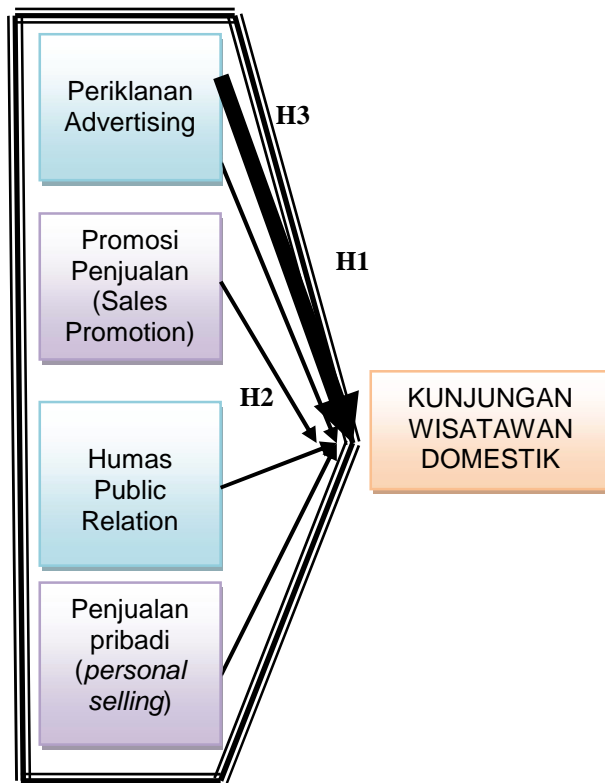 Periklanan
Advertising
H3
Promosi
Penjualan
(Sales
Promotion)
H1
H2
KUNJUNGAN
WISATAWAN
DOMESTIK
Humas
Public
Relation
Penjualan
pribadi
(personal
selling)